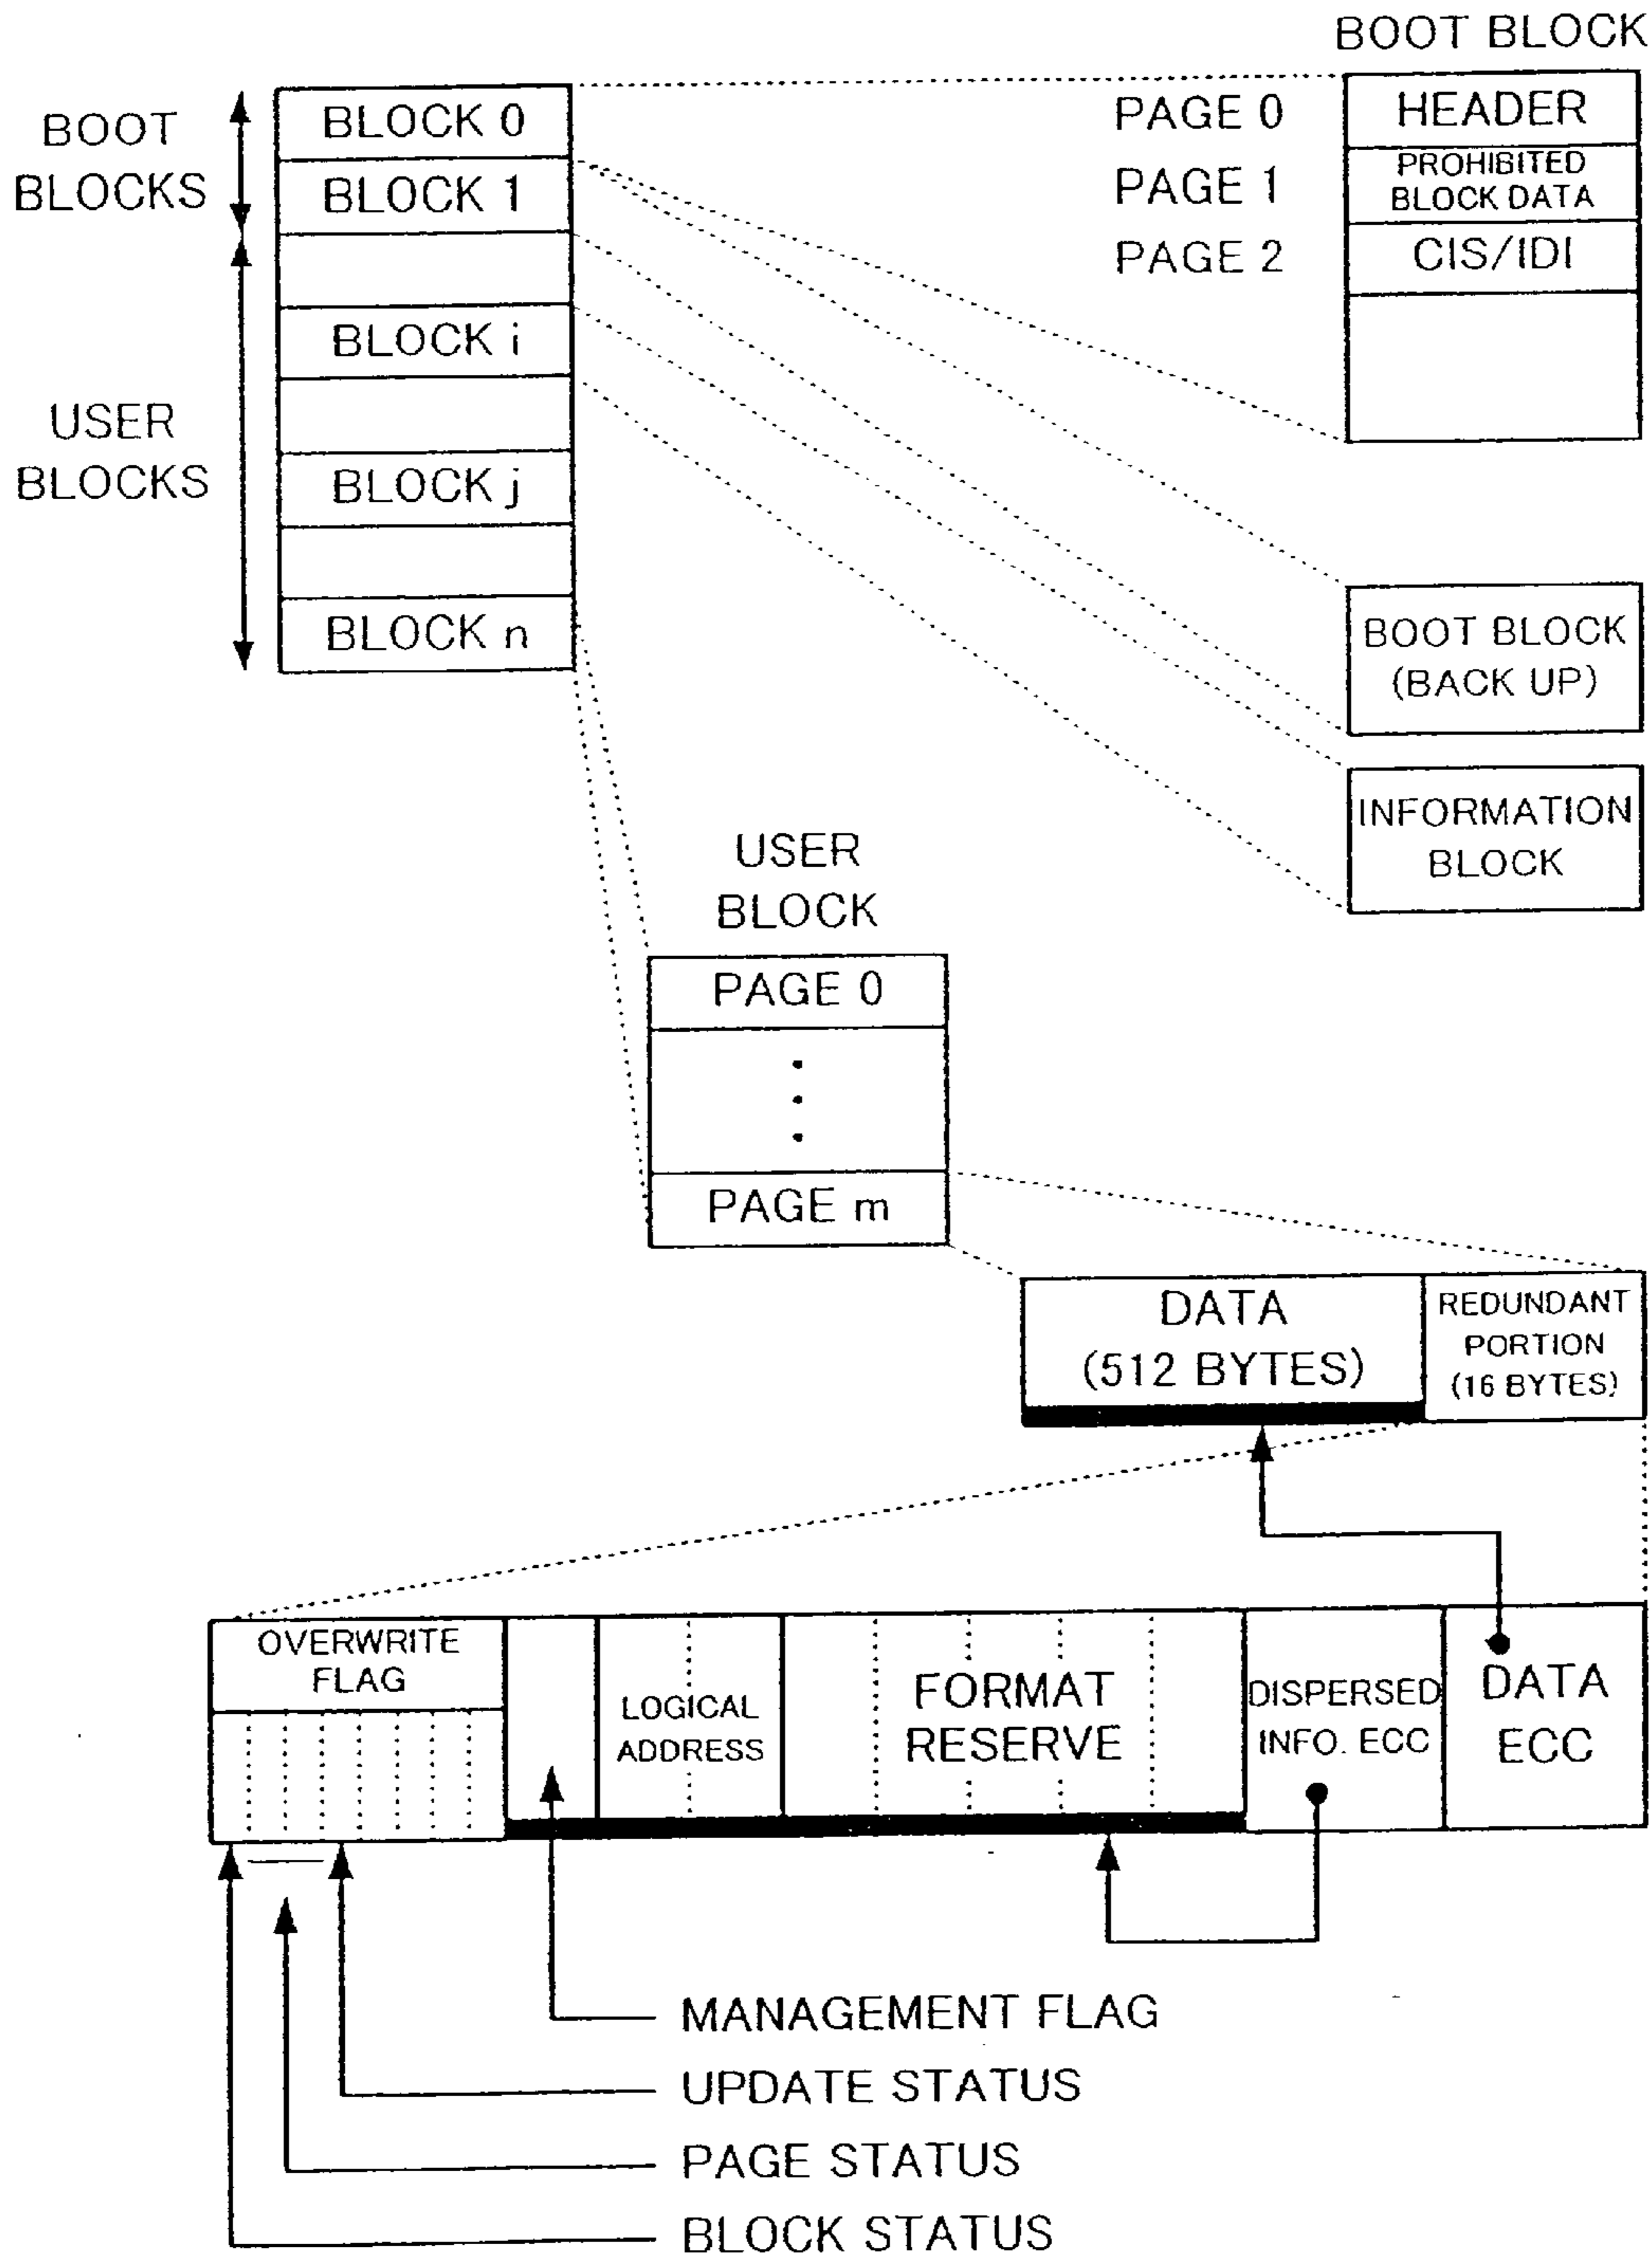 BOOT BLOCK
BOOT
BLOCKS
BLOCK 0
BLOCK 1
PAGE 0
HEADER
PAGE 1
PROHIBITED
BLOCK DATA
PAGE 2
CIS/IDI
USER
BLOCKS
BLOCK i
BLOCK j
BLOCK n
BOOT BLOCK
(BACK UP)
INFORMATION
BLOCK
USER
BLOCK
PAGE 0
PAGE m
DATA
(512 BYTES)
REDUNDANT
PORTION
(16 BYTES)
OVERWRITE
FLAG
LOGICAL
ADDRESS
FORMAT
RESERVE
DISPERSED
INFO. ECC
DATA
ECC
MANAGEMENT FLAG
UPDATE STATUS
PAGE STATUS
BLOCK STATUS